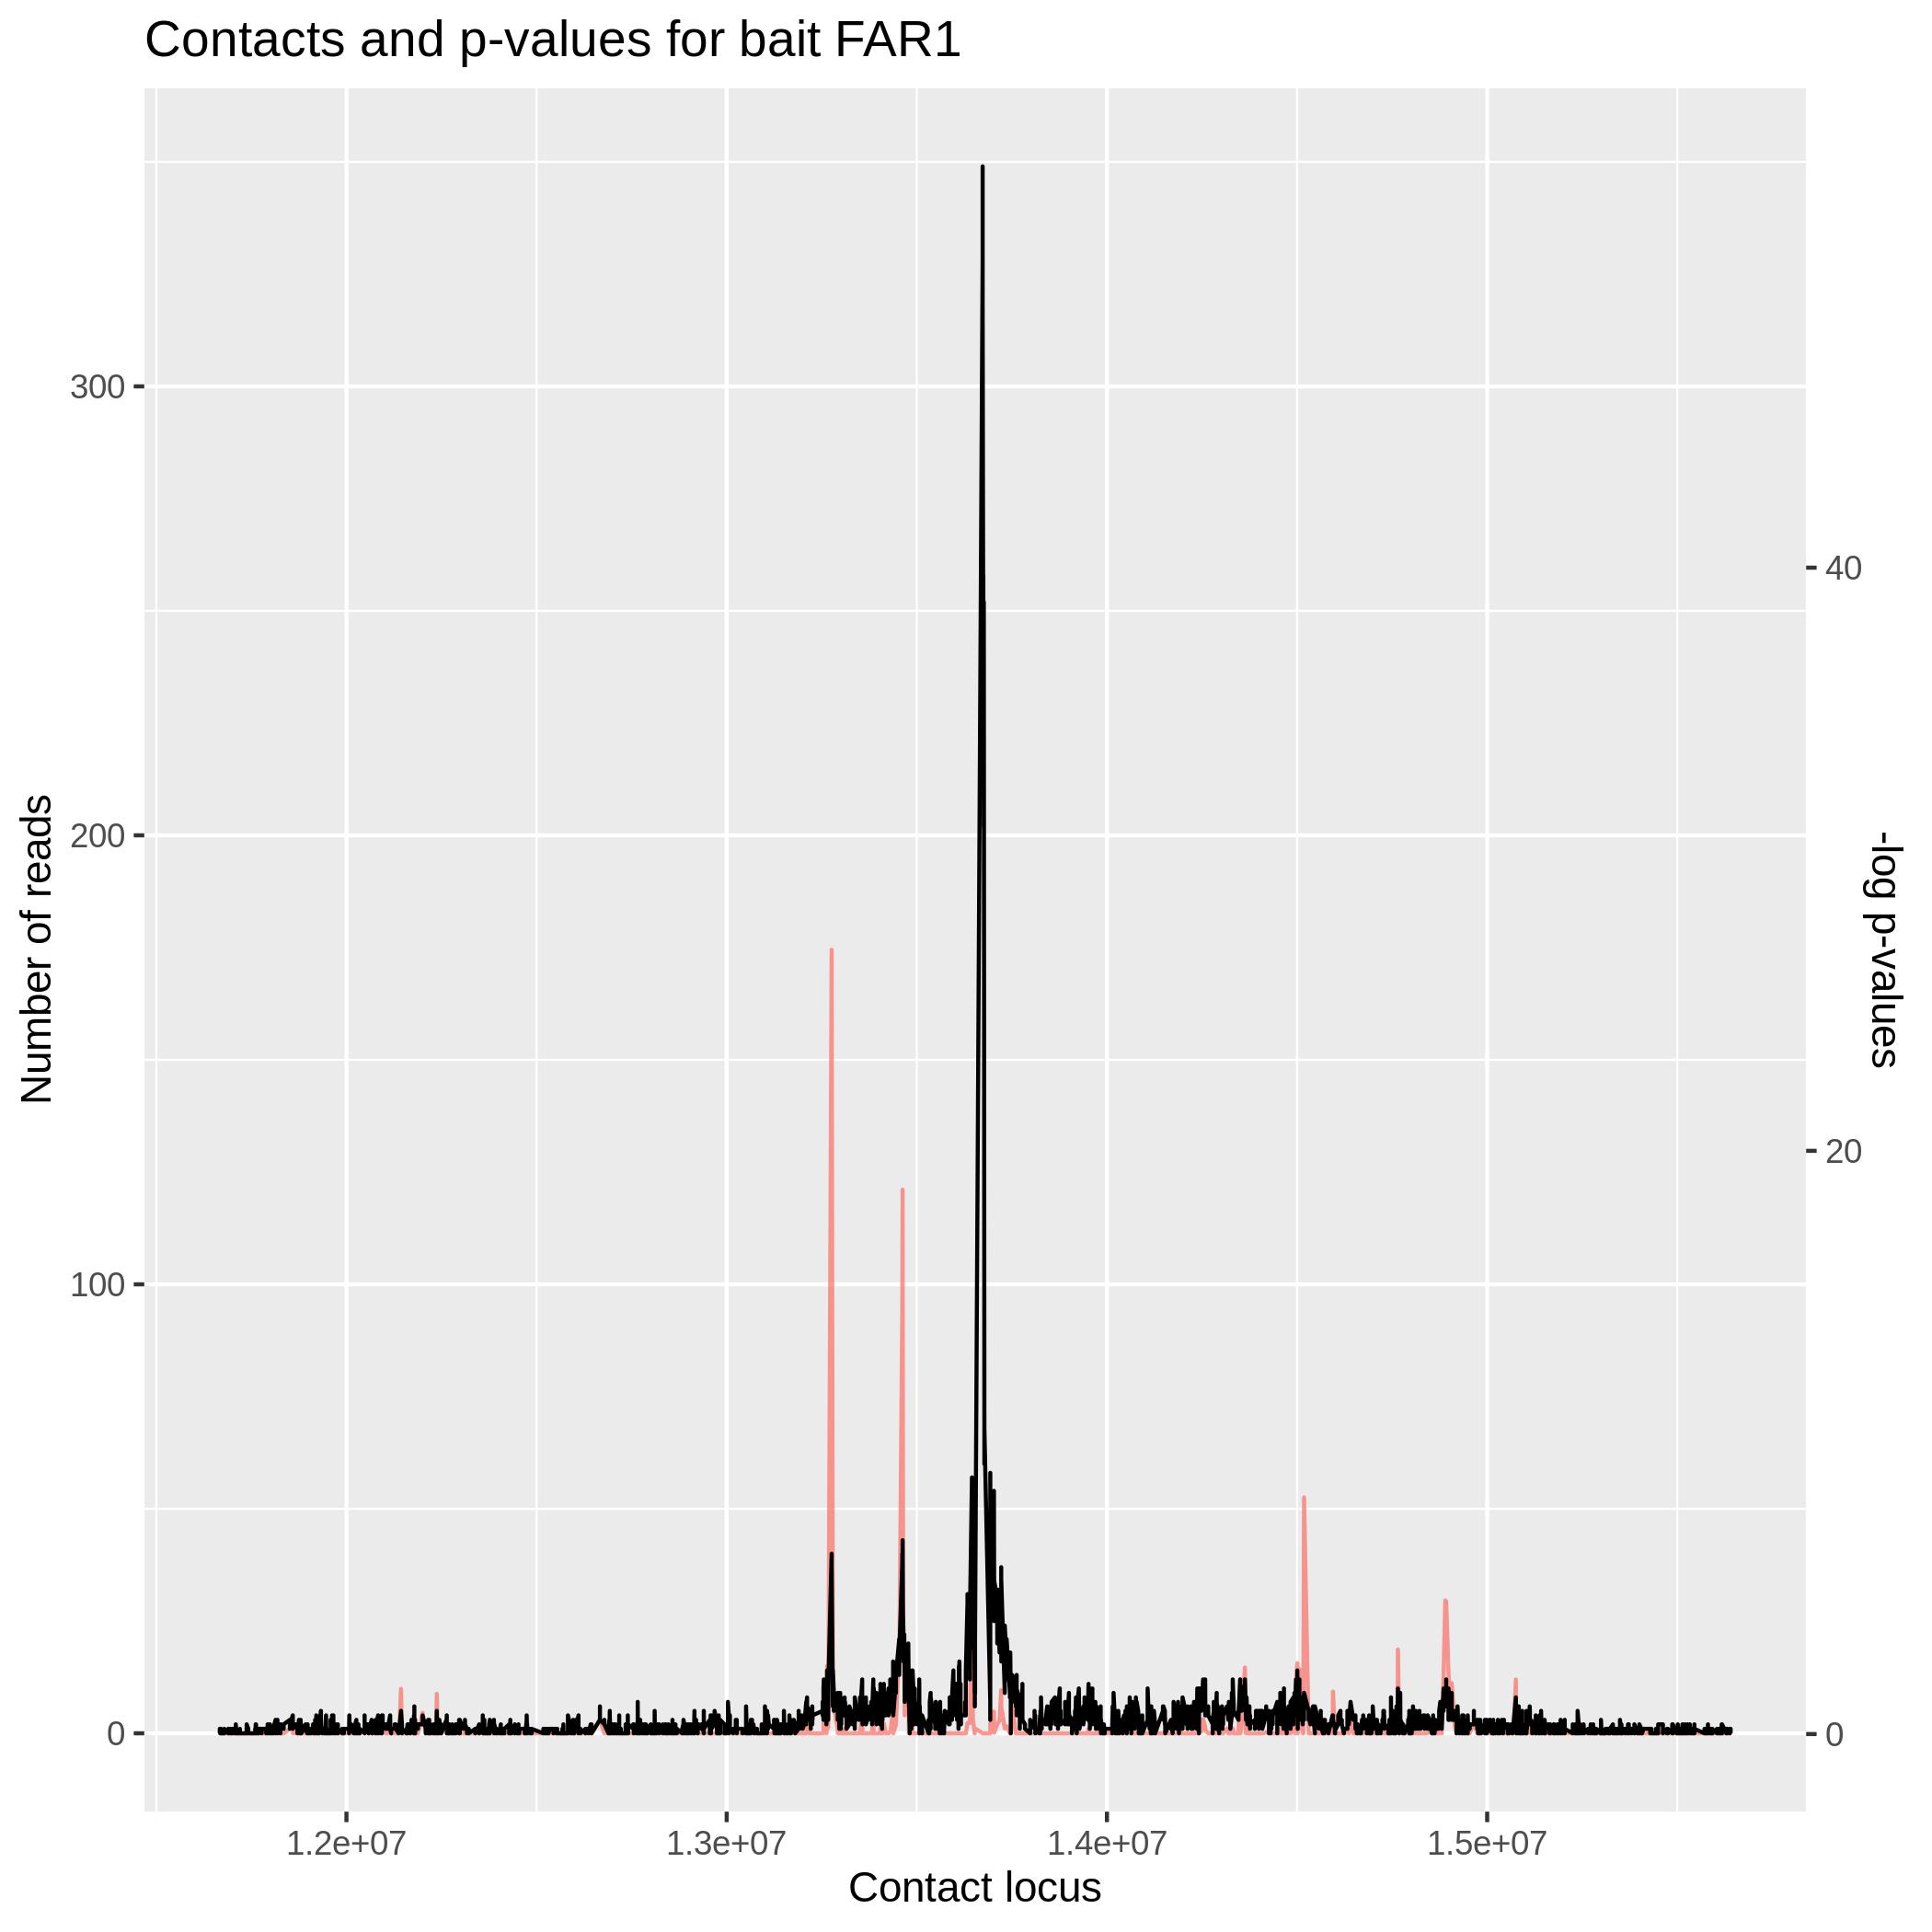 Contacts and p-values for bait FAR1
300
200
100
0
Number of reads
40
20
0
-log p-values
1.2e+07
1.3e+07
1.4e+07
1.5e+07
Contact locus